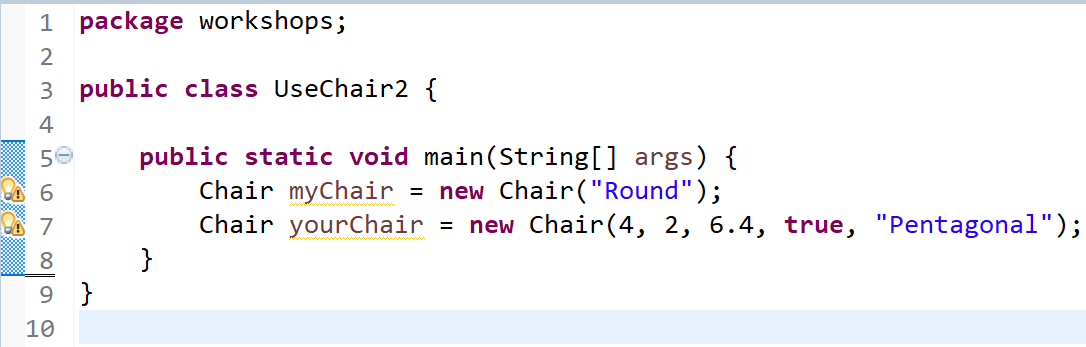 1 package workshops;
2
3 public class UseChair2 {
4
5 public static void main(String[] args) {
6 Chair myChair = new Chair("Round");
7 Chair yourChair = new Chair(4, 2, 6.4, true, "Pentagonal");
8 }
9 }
10